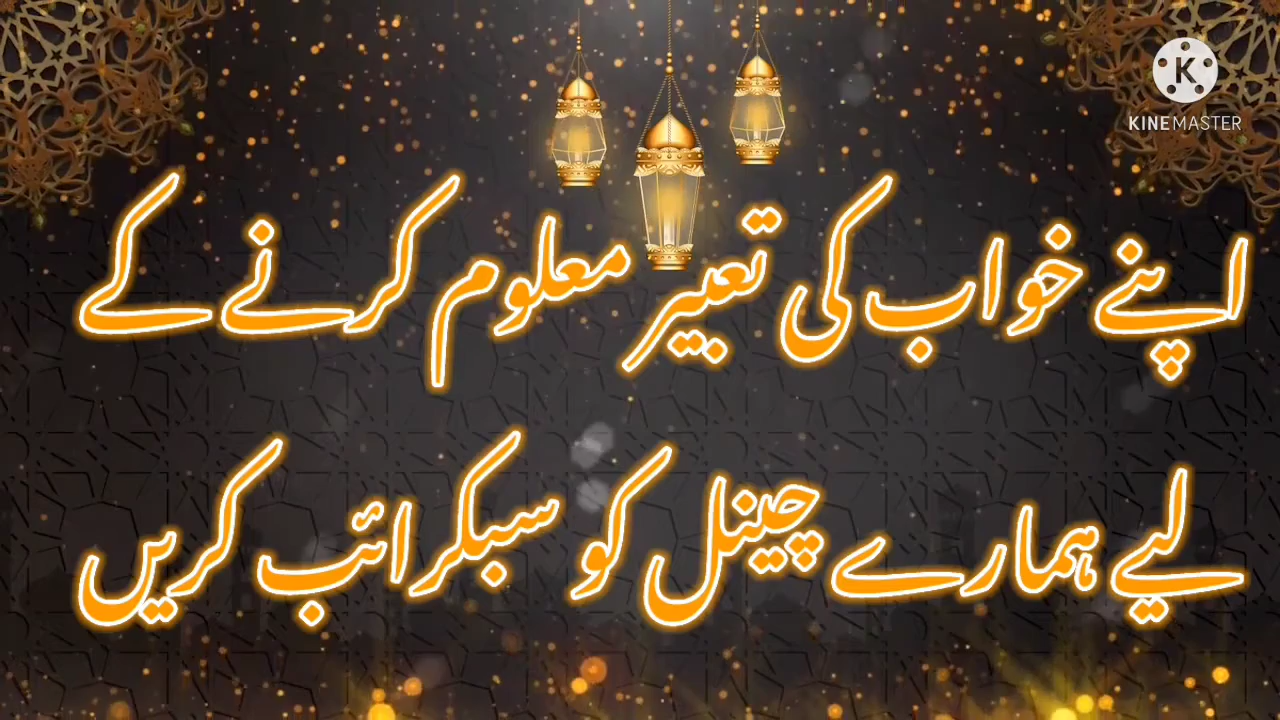 KINEMASTER
اپنے خواب کی تعبیر معلوم کرنے کے
لیے ہمارے چینل کو سبکرائب کریں